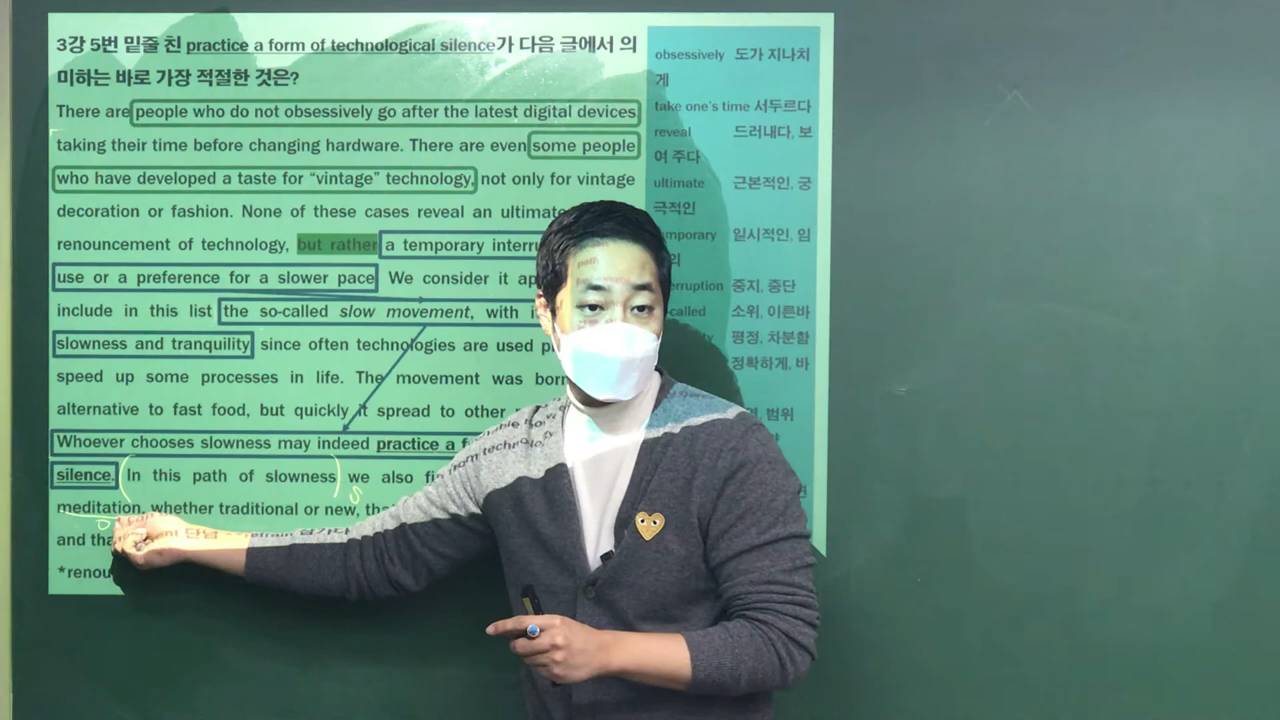 3강 5번 밑줄 친 practice a form of technological silence가 다음 글에서 의
미하는 바로 가장 적절한 것은?
There are people who do not obsessively go after the latest digital devices
taking their time before changing hardware. There are even some people
who have developed a taste for “vintage” technology, not only for vintage
decoration or fashion. None of these cases reveal an ultimate
renouncement of technology, but rather a temporary
use or a preference for a slower pace We consider it
include in this list the so-called slow movement, with
slowness and tranquility since often technologies are used
speed up some processes in life. The movement was
alternative to fast food, but quickly it spread to other
Whoever chooses slowness may indeed practice a
silence. In this path of slowness we also
S
meditation, whether traditional or new,
and
obsessively 도가 지나치
게
take one's time 서두르다
reveal 드러내다, 보
여 주다
ultimate 근본적인, 궁
극적인
일시적인, 임
중지, 중단
소위, 이른바
평정, 차분함
정확하게, 바
범위